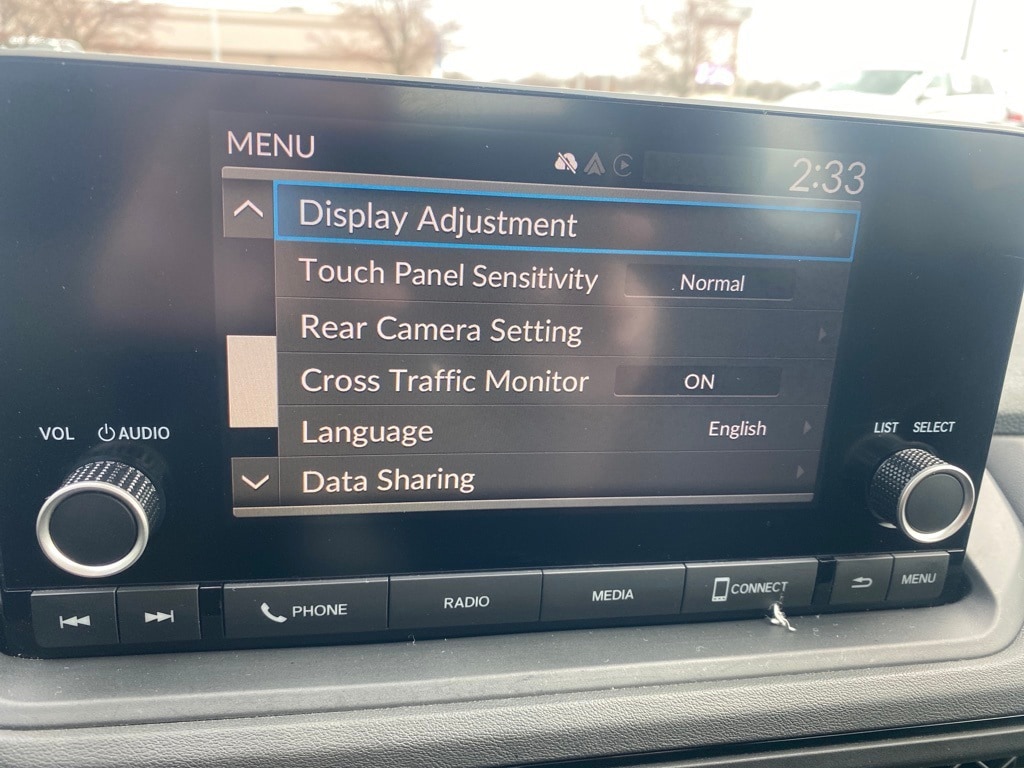 MENU
2:33
Display Adjustment
Touch Panel Sensitivity Normal
Rear Camera Setting
Cross Traffic Monitor ON
Language English
Data Sharing
VOL AUDIO
LIST SELECT
PHONE RADIO MEDIA CONNECT MENU